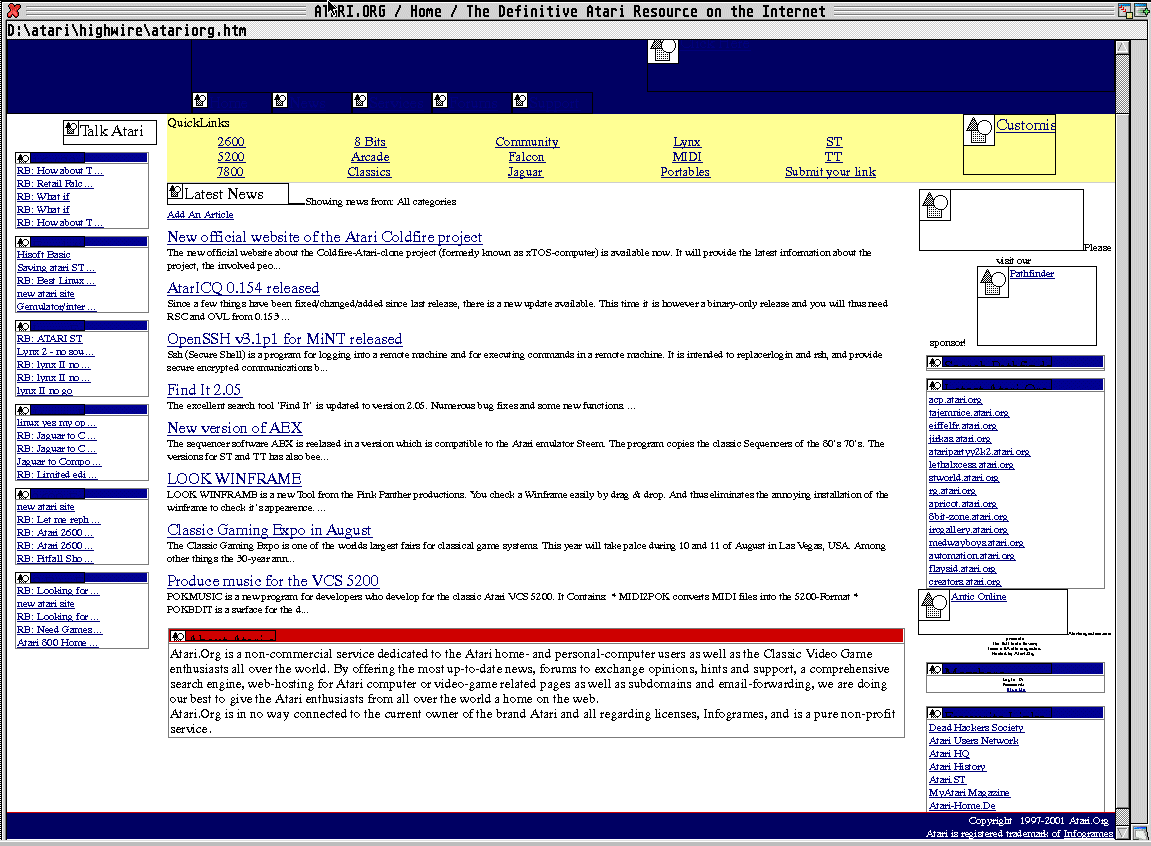 ATARI.ORG / Home / The Definitive Atari Resource on the Internet
D:\atari\highwire\atariorg.htm
Talk Atari
RB: How about T ...
RB: Retail Falc ...
RB: What if
RB: What if
RB: How about T ...
Hisoft Basic
Saving atari ST ...
RB: Best Linux ...
new atari site
Gemulator/inter ...
RB: ATARI ST
Lynx 2 - no sou ...
RB: lynx II no ...
RB: lynx II no ...
lynx II no go
linux yes my op ...
RB: Jaguar to C ...
RB: Jaguar to C ...
Jaguar to Compo ...
RB: Limited edi ...
new atari site
RB: Let me reph ...
RB: Atari 2600 ...
RB: Atari 2600 ...
RB: Pitfall Sho ...
RB: Looking for ...
new atari site
RB: Looking for ...
RB: Need Games...
Atari 800 Home ...
QuickLinks
2600 8 Bits Community Lynx ST
5200 Arcade Falcon MIDI TT
7800 Classics Jaguar Portables Submit your link
Customis
Latest News
Showing news from: All categories
Add An Article
New official website of the Atari Coldfire project
The new official website about the Coldfire-Atari-clone project (formerly known as xTOS-computer) is available now. It will provide the latest information about the
project, the involved peo...
AtarICQ 0.154 released
Since a few things have been fixed/changed/added since last release, there is a new update available. This time it is however a binary-only release and you will thus need
RSC and OVL from 0.153 ...
OpenSSH v3.1p1 for MiNT released
Ssh (Secure Shell) is a program for logging into a remote machine and for executing commands in a remote machine. It is intended to replacerlogin and rsh, and provide
secure encrypted communications b...
Find It 2.05
The excellent search tool 'Find It' is updated to version 2.05. Numerous bug fixes and some new functions. ...
New version of AEX
The sequencer software AEX is reelased in a version which is compatible to the Atari emulator Steem. The program copies the classic Sequencers of the 60's 70's. The
versions for ST and TT has also bee...
LOOK WINFRAME
LOOK WINFRAME is a new Tool from the Pink Panther productions. You check a Winframe easily by drag & drop. And thus eliminates the annoying installation of the
winframe to check it's appearence. ...
Classic Gaming Expo in August
The Classic Gaming Expo is one of the worlds largest fairs for classical game systems. This year will take palce during 10 and 11 of August in Las Vegas, USA. Among
other things the 30-year ann...
Produce music for the VCS 5200
POKMUSIC is a new program for developers who develop for the classic Atari VCS 5200. It Contains * MIDI2POK converts MIDI files into the 5200-Format *
POKEDIT is a surface for the d...
Atari.Org is a non-commercial service dedicated to the Atari home- and personal-computer users as well as the Classic Video Game
enthusiasts all over the world. By offering the most up-to-date news, forums to exchange opinions, hints and support, a comprehensive
search engine, web-hosting for Atari computer or video-game related pages as well as subdomains and email-forwarding, we are doing
our best to give the Atari enthusiasts from all over the world a home on the web.
Atari.Org is in no way connected to the current owner of the brand Atari and all regarding licenses, Infogrames, and is a pure non-profit
service.
Please
visit our
Pathfinder
sponsor!
acp.atari.org
tajemnice.atari.org
eiffelfr.atari.org
jirkas.atari.org
ataripartyy2k2.atari.org
lethalxcess.atari.org
stworld.atari.org
rg.atari.org
apricot.atari.org
8bit-zone.atari.org
ircgallery.atari.org
medwayboys.atari.org
automation.atari.org
flaysid.atari.org
creators.atari.org
Antic Online
Dead Hackers Society
Atari Users Network
Atari HQ
Atari History
Atari ST
MyAtari Magazine
Atari-Home.De
Copyright 1997-2001 Atari.Org
Atari is registered trademark of Infogrames